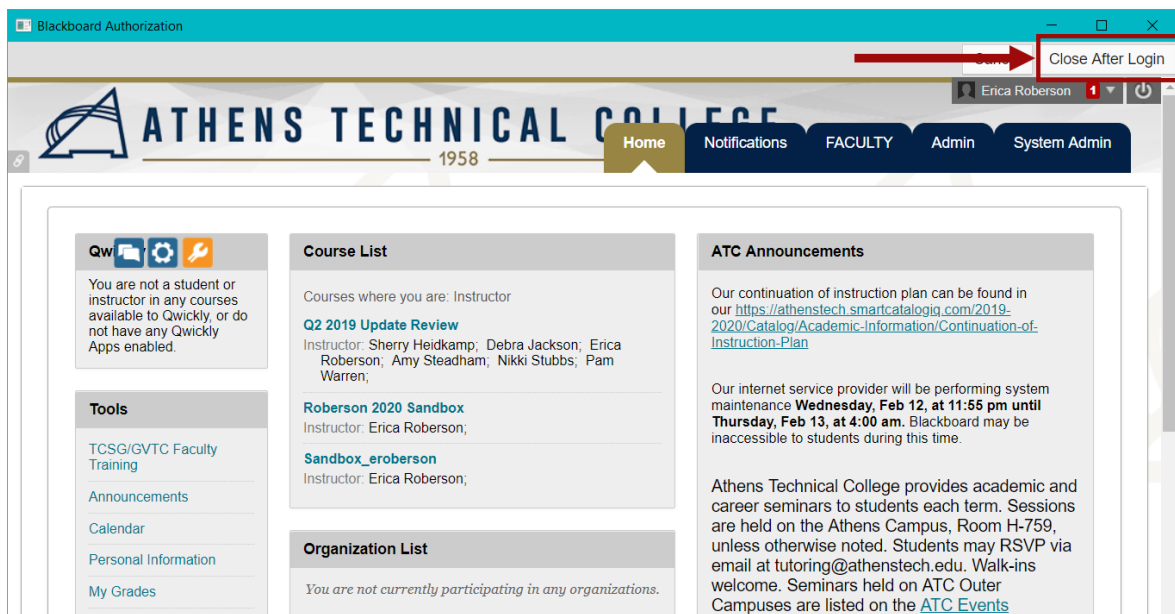 Blackboard Authorization
Close After Login
Erica Roberson 1
ATHENS TECHNICAL COLLEGE
1958
Home Notifications FACULTY Admin System Admin
You are not a student or
instructor in any courses
available to Qwickly, or do
not have any Qwickly
Apps enabled.
Tools
TCSG/GVTC Faculty
Training
Announcements
Calendar
Personal Information
My Grades
Course List
Courses where you are: Instructor
Q2 2019 Update Review
Instructor: Sherry Heidkamp; Debra Jackson; Erica
Roberson; Amy Steadham; Nikki Stubbs; Pam
Warren;
Roberson 2020 Sandbox
Instructor: Erica Roberson;
Sandbox_eroberson
Instructor: Erica Roberson;
Organization List
You are not currently participating in any organizations.
ATC Announcements
Our continuation of instruction plan can be found in
our https://athenstech.smartcatalogiq.com/2019-
2020/Catalog/Academic-Information/Continuation-of-
Instruction-Plan
Our internet service provider will be performing system
maintenance Wednesday, Feb 12, at 11:55 pm until
Thursday, Feb 13, at 4:00 am. Blackboard may be
inaccessible to students during this time.
Athens Technical College provides academic and
career seminars to students each term. Sessions
are held on the Athens Campus, Room H-759,
unless otherwise noted. Students may RSVP via
email at tutoring@athenstech.edu. Walk-ins
welcome. Seminars held on ATC Outer
Campuses are listed on the ATC Events